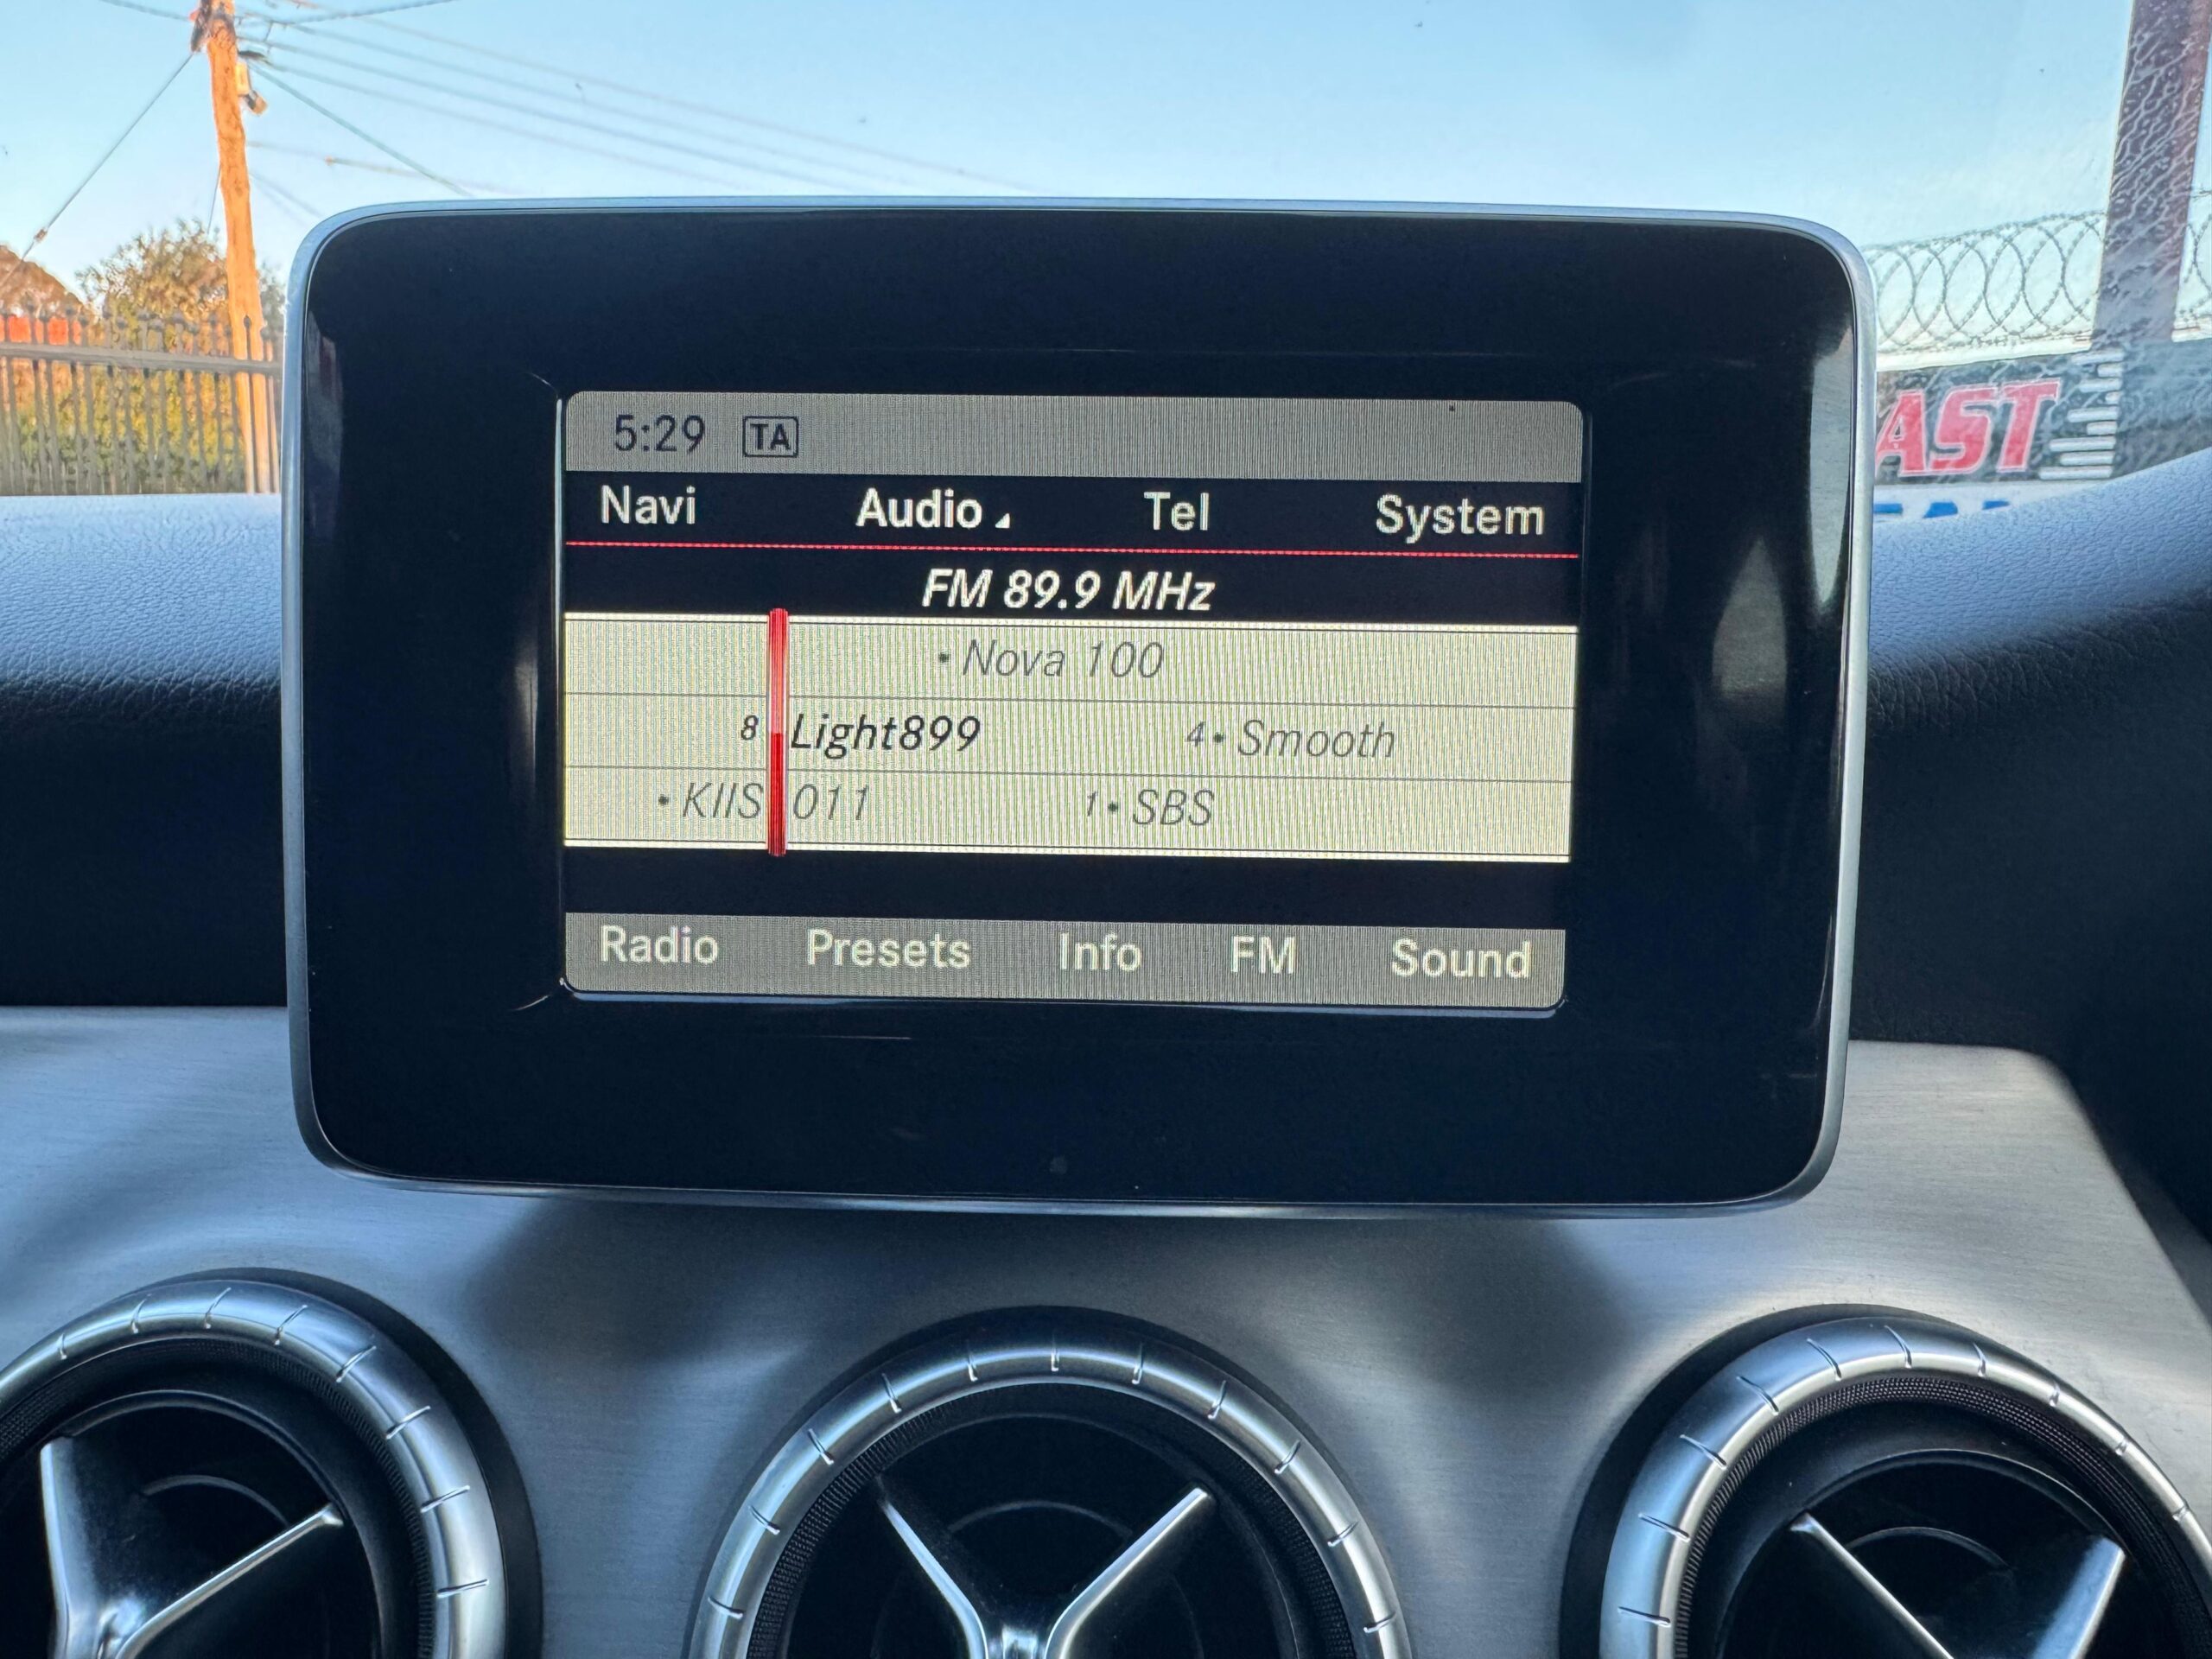 5:29 TA
Navi Audio Tel System
FM 89.9 MHz
• Nova 100
8 Light899 4• Smooth
• KIIS 011 1• SBS
Radio Presets Info FM Sound
AST